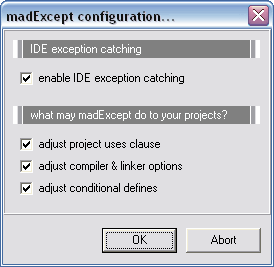 madExcept configuration...
IDE exception catching
enable IDE exception catching
what may madExcept do to your projects?
adjust project uses clause
adjust compiler & linker options
adjust conditional defines
OK
Abort